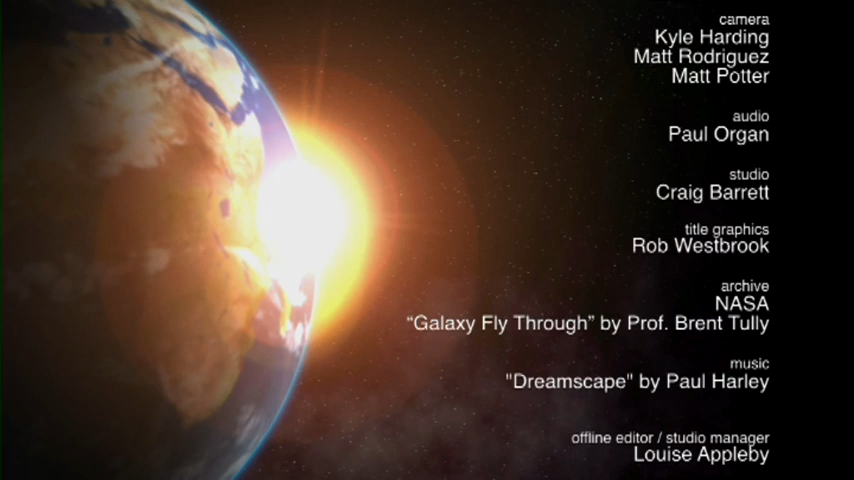 camera
Kyle Harding
Matt Rodriguez
Matt Potter
audio
Paul Organ
studio
Craig Barrett
title graphics
Rob Westbrook
archive
NASA
“Galaxy Fly Through” by Prof. Brent Tully
music
"Dreamscape" by Paul Harley
offline editor / studio manager
Louise Appleby